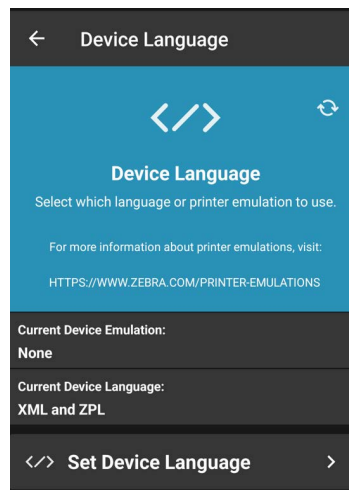 Device Language
Device Language
Select which language or printer emulation to use.
For more information about printer emulations, visit:
HTTPS://WWW.ZEBRA.COM/PRINTER-EMULATIONS
Current Device Emulation:
None
Current Device Language:
XML and ZPL
Set Device Language